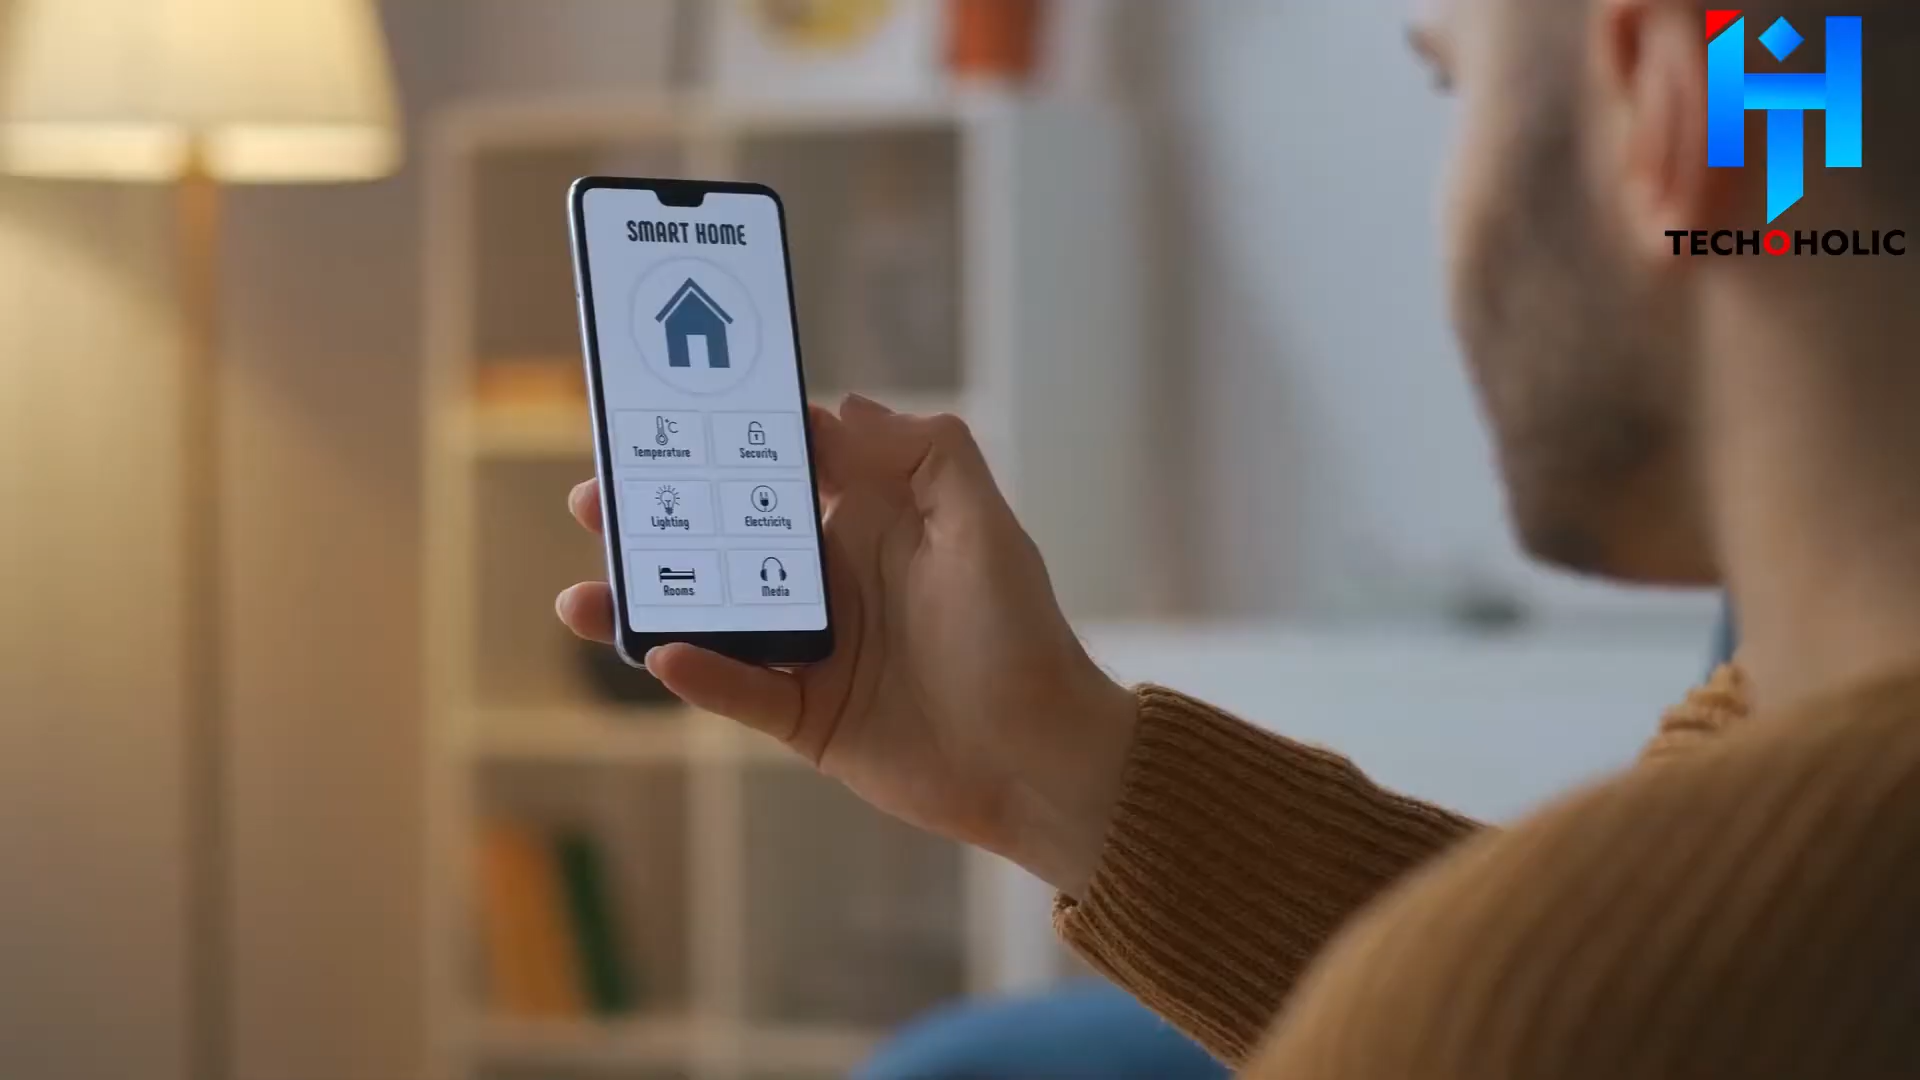 SMART HOME
°C
Temperature
Security
Lighting
Electricity
Rooms
Media
TECHOHOLIC